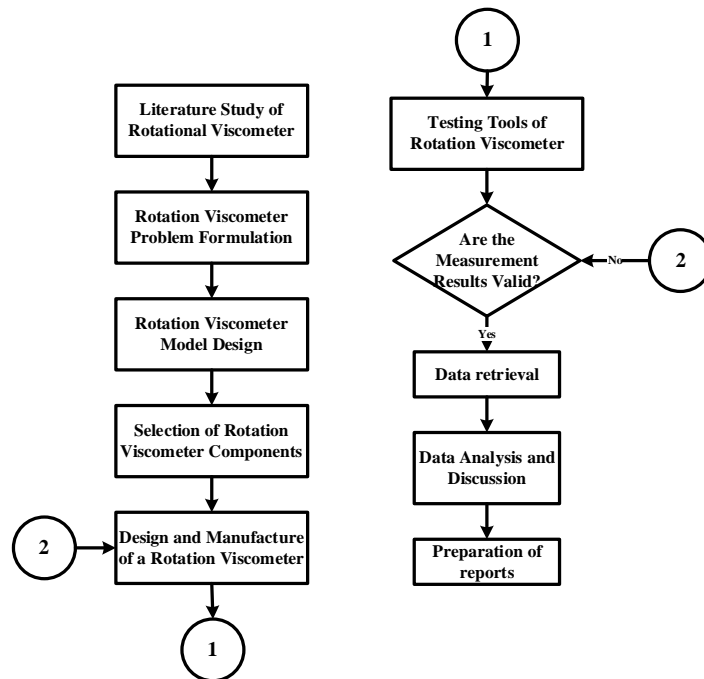 Literature Study of
Rotational Viscometer
Rotation Viscometer
Problem Formulation
Rotation Viscometer
Model Design
Selection of Rotation
Viscometer Components
2
Design and Manufacture
of a Rotation Viscometer
1
1
Testing Tools of
Rotation Viscometer
Are the
Measurement
Results Valid?
No
2
Yes
Data retrieval
Data Analysis and
Discussion
Preparation of
reports